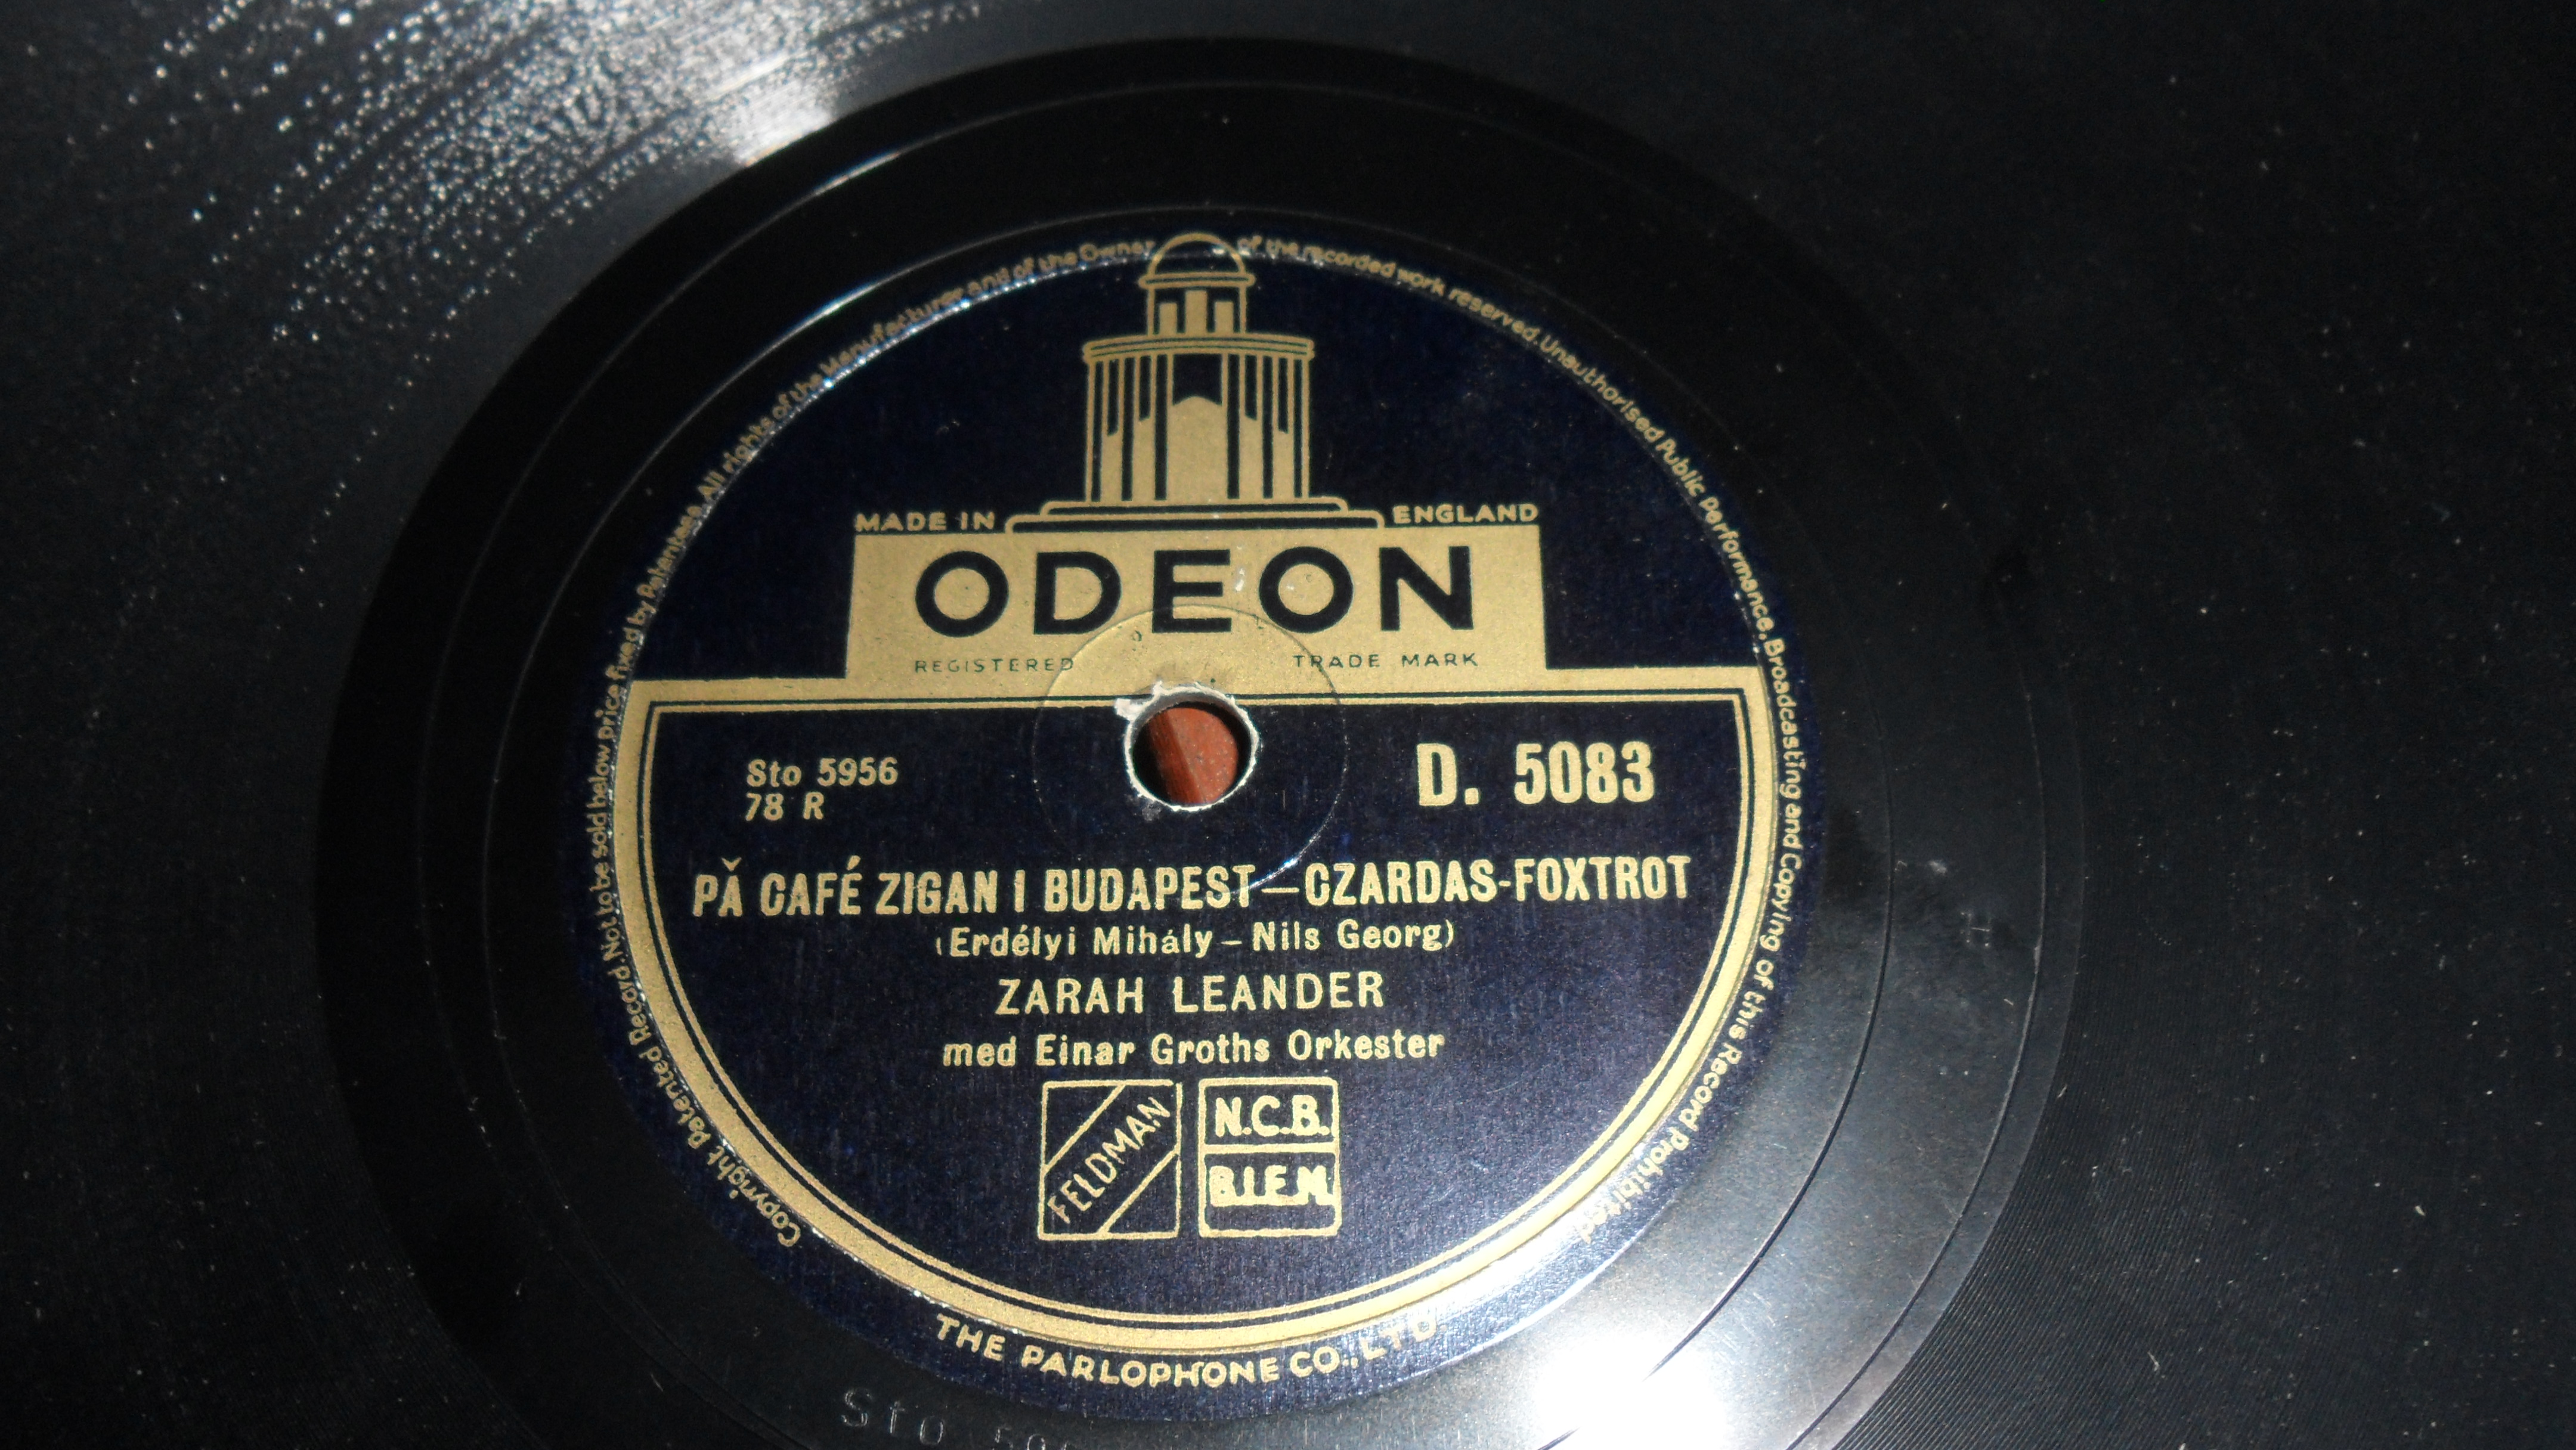 Copyright Patented Record. Not to be sold below price fixed by Patentees. All rights of the Manufacturer and of the Owner of the recorded work reserved. Unauthorised Public Performance, Broadcasting and Copying of this Record Prohibited
MADE IN ENGLAND
ODEON
REGISTERED TRADE MARK
Sto 5956
78 R
D. 5083
PǍ CAFÉ ZIGAN I BUDAPEST—CZARDAS-FOXTROT
(Erdélyi Mihály – Nils Georg)
ZARAH LEANDER
med Einar Groths Orkester
FELDMAN
N.C.B.
B.I.E.M.
THE PARLOPHONE CO., LTD
Sto